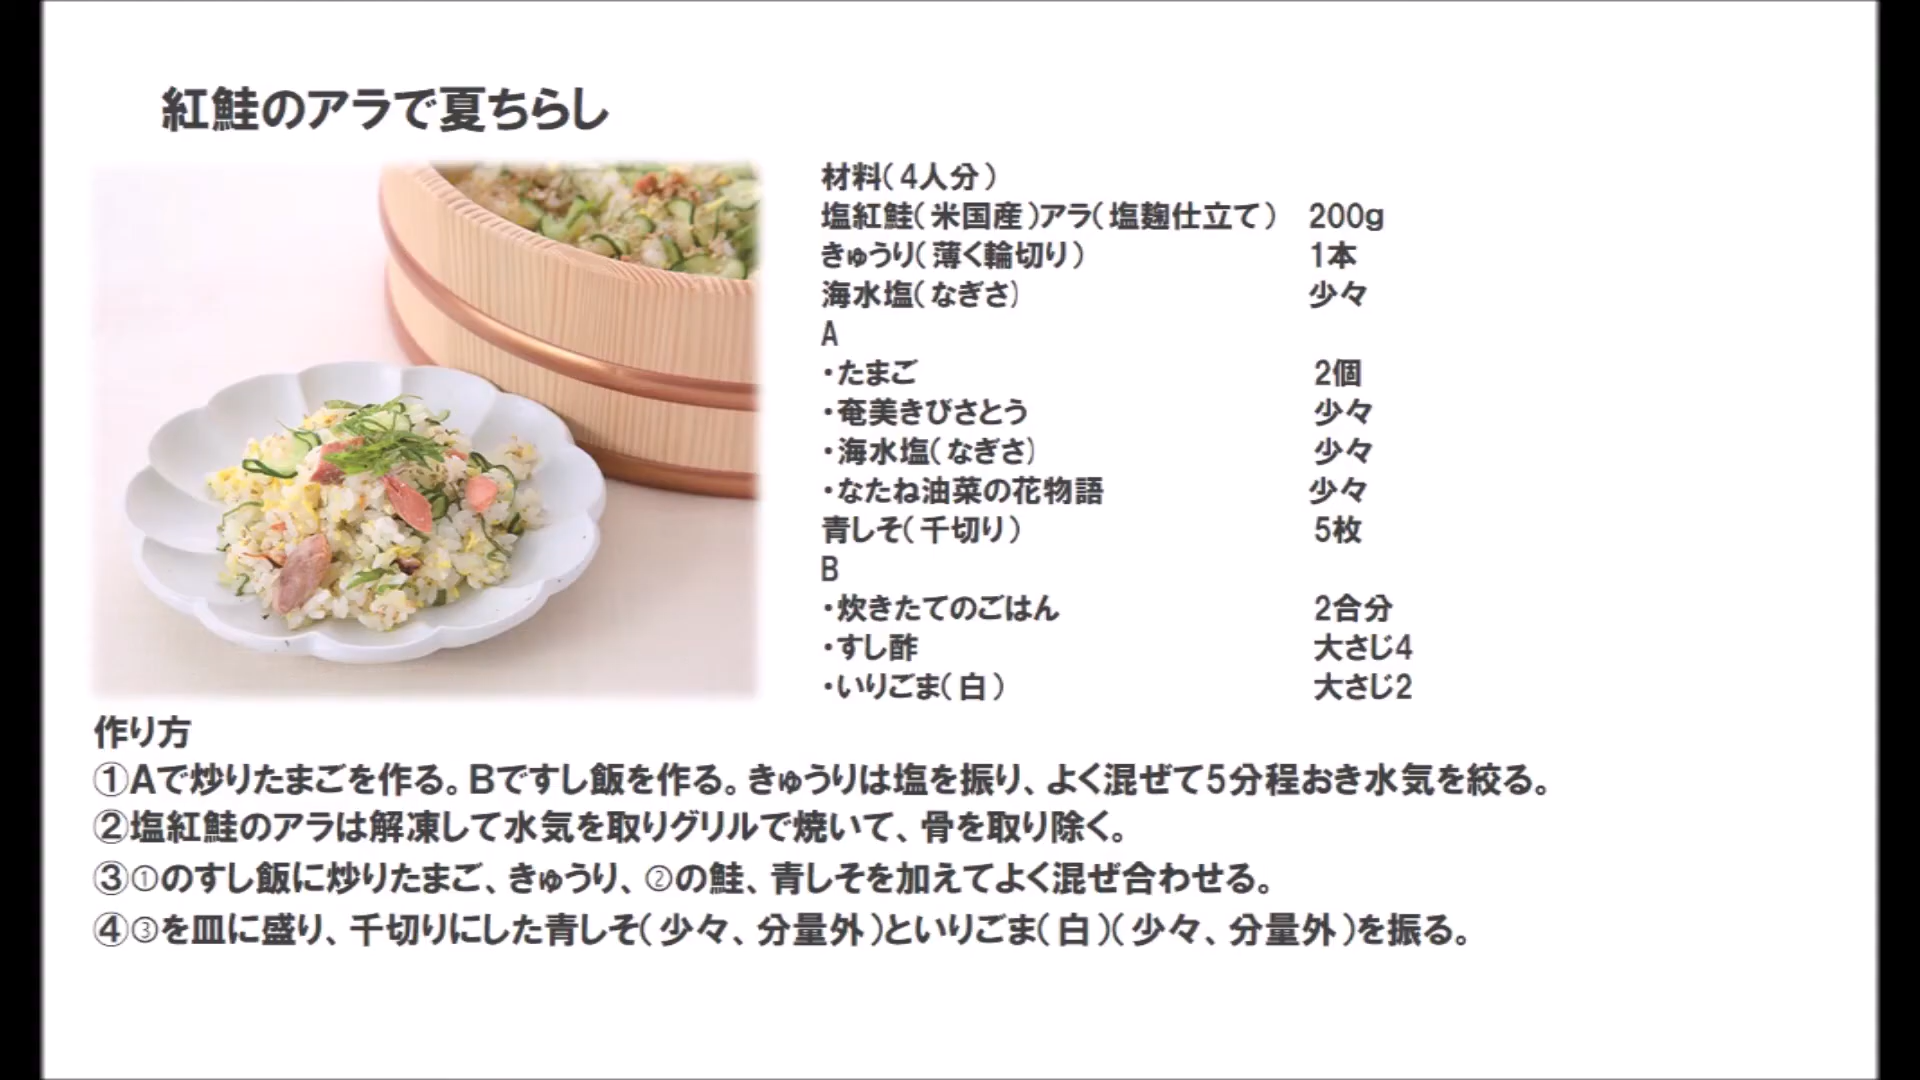 紅鮭のアラで夏ちらし
材料(4人分)
塩紅鮭(米国産)アラ(塩麹仕立て) 200g
きゅうり(薄く輪切り) 1本
海水塩(なぎさ) 少々
A
・たまご 2個
・奄美きびさとう 少々
・海水塩(なぎさ) 少々
・なたね油菜の花物語 少々
青しそ(千切り) 5枚
B
・炊きたてのごはん 2合分
・すし酢 大さじ4
・いりごま(白) 大さじ2
作り方
①Aで炒りたまごを作る。Bですし飯を作る。きゅうりは塩を振り、よく混ぜて5分程おき水気を絞る。
②塩紅鮭のアラは解凍して水気を取りグリルで焼いて、骨を取り除く。
③①のすし飯に炒りたまご、きゅうり、②の鮭、青しそを加えてよく混ぜ合わせる。
④③を皿に盛り、千切りにした青しそ(少々、分量外)といりごま(白)(少々、分量外)を振る。